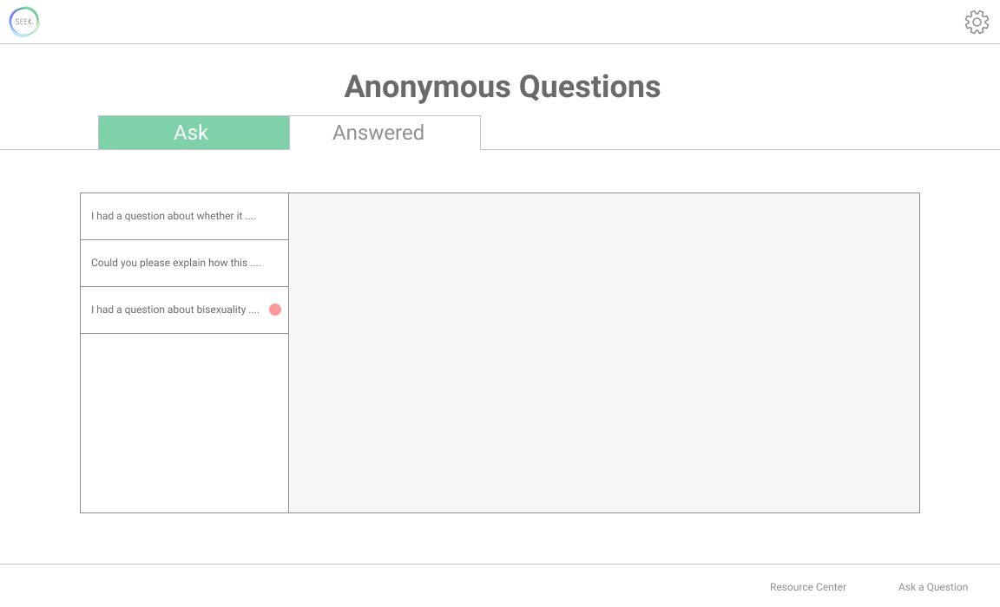 SEEK.
Anonymous Questions
Ask
Answered
I had a question about whether it ....
Could you please explain how this ....
I had a question about bisexuality ....
Resource Center
Ask a Question